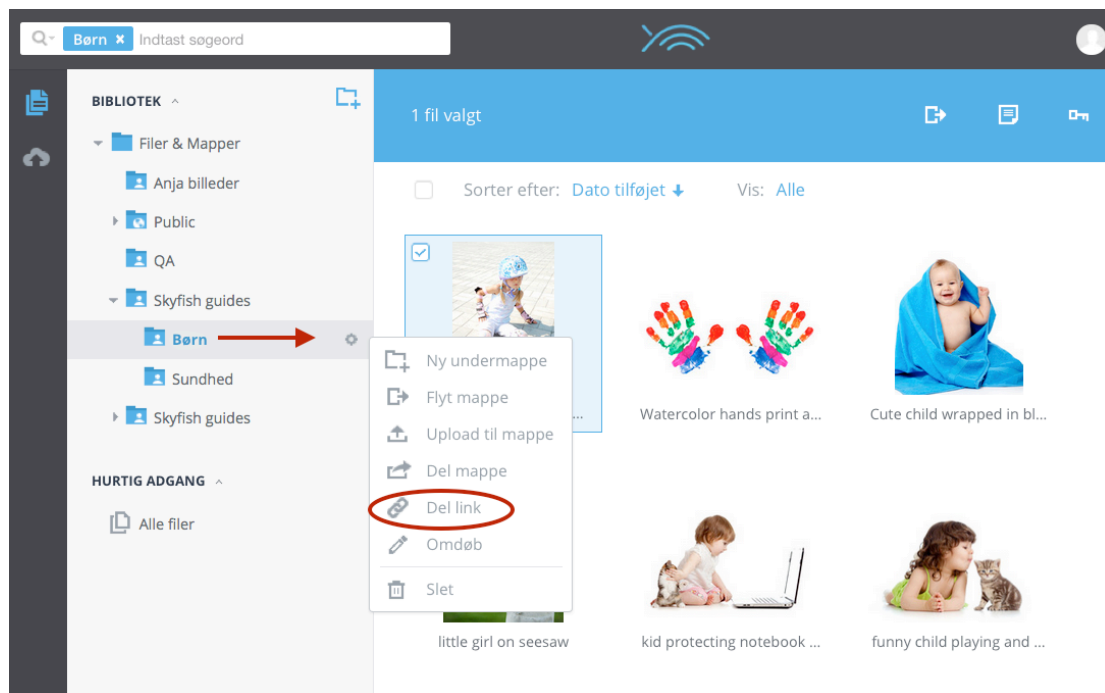 Børn × Indtast søgeord
BIBLIOTEK
Filer & Mapper
Anja billeder
Public
QA
Skyfish guides
Børn
Sundhed
Skyfish guides
HURTIG ADGANG
Alle filer
1 fil valgt
Sorter efter: Dato tilføjet Vis: Alle
...
Watercolor hands print a...
Cute child wrapped in bl...
Ny undermappe
Flyt mappe
Upload til mappe
Del mappe
Del link
Omdøb
Slet
little girl on seesaw
kid protecting notebook ...
funny child playing and ...